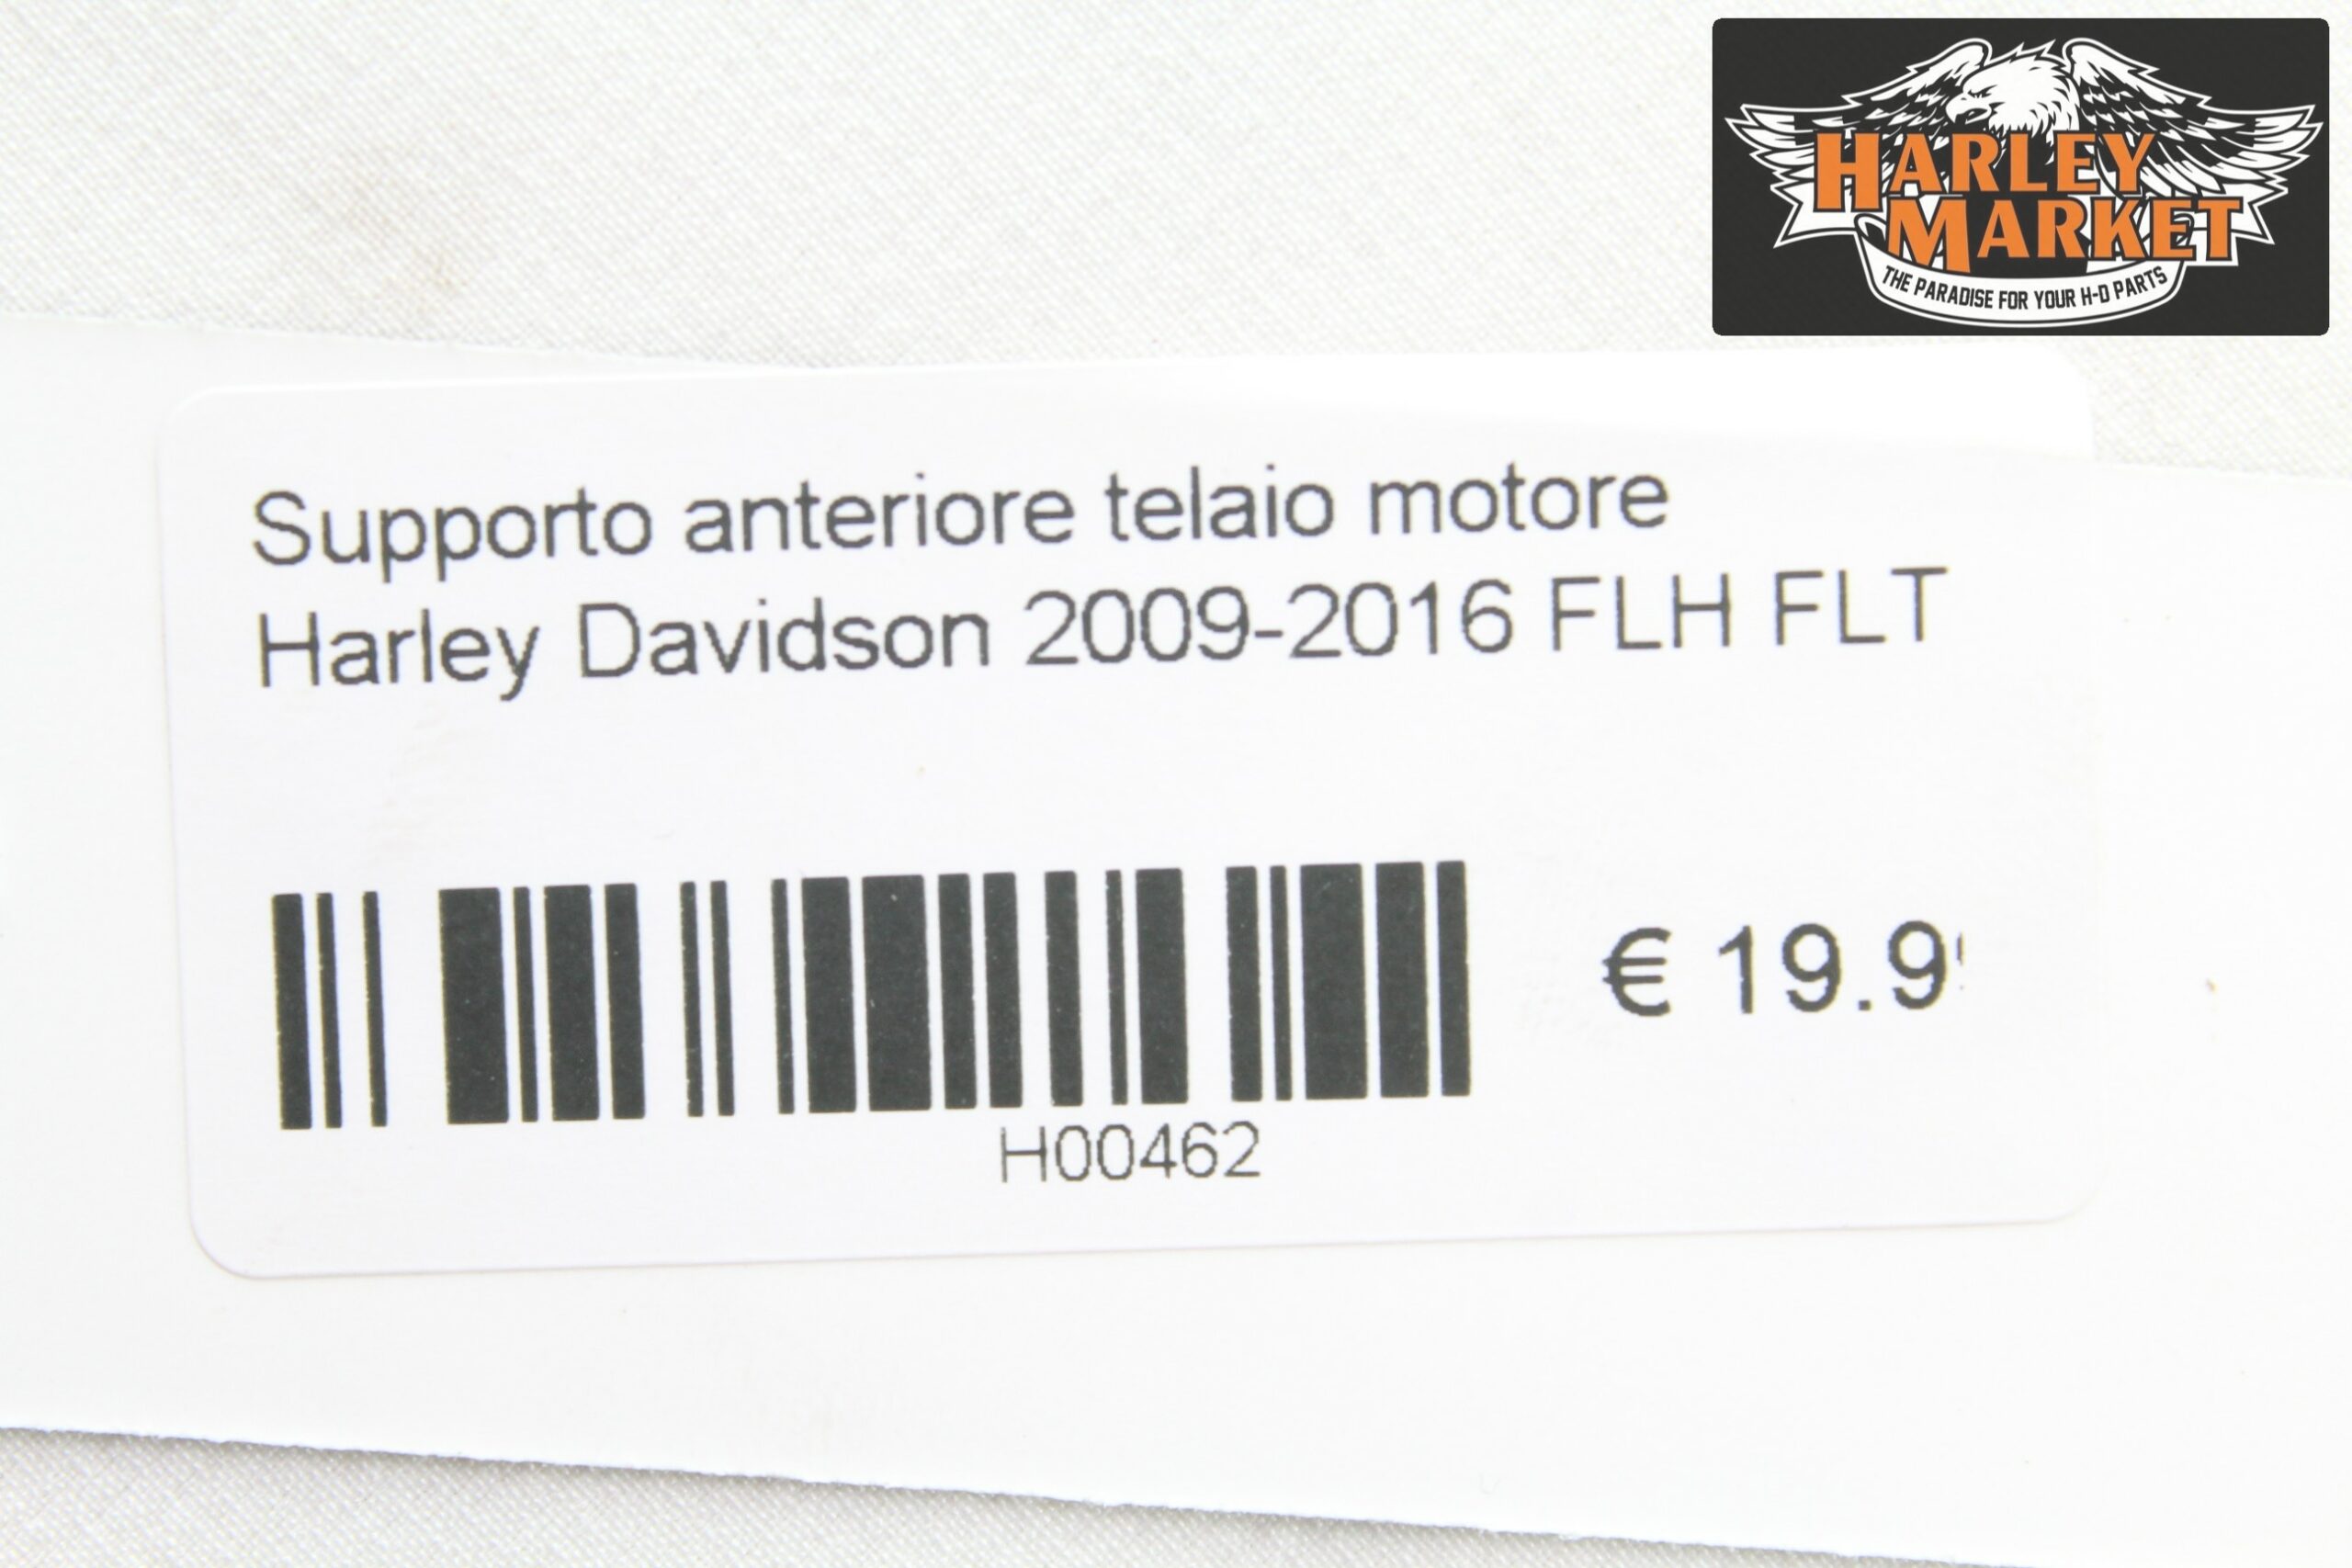 HARLEY
MARKET
THE PARADISE FOR YOUR H-D PARTS
Supporto anteriore telaio motore
Harley Davidson 2009-2016 FLH FLT
€ 19.9
H00462